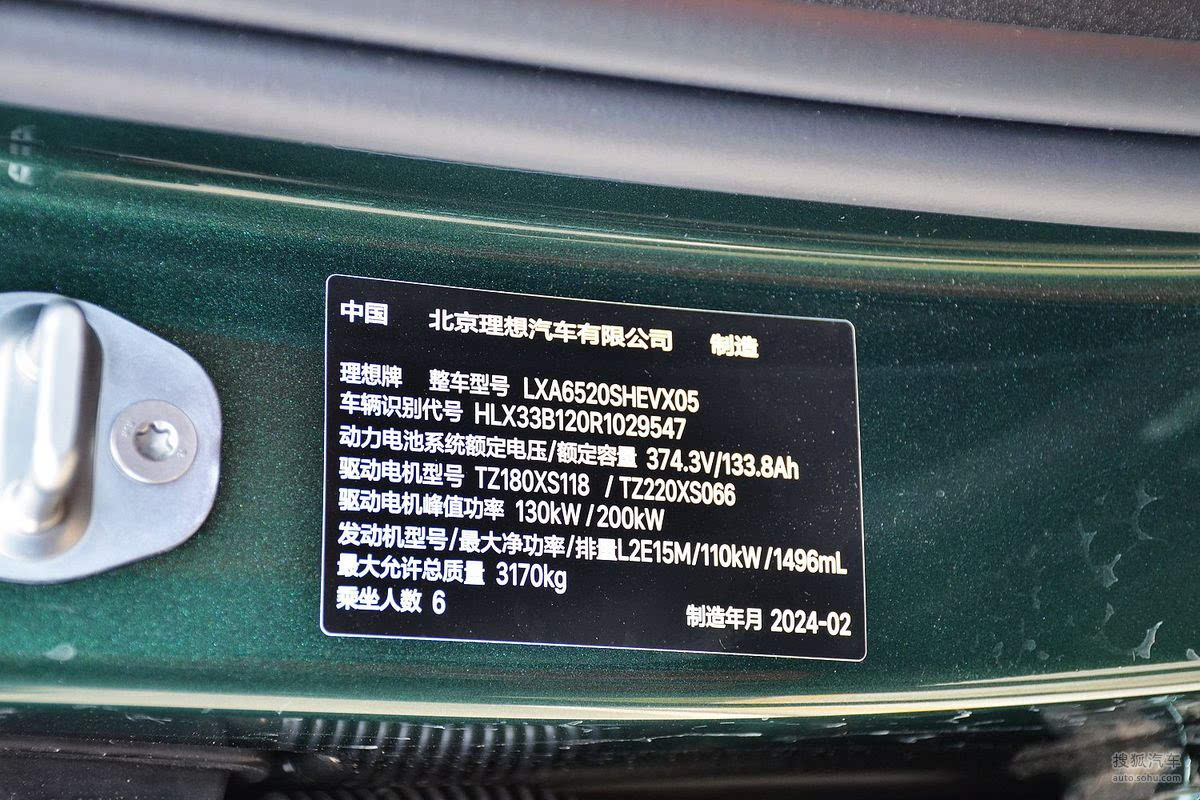 中国 北京理想汽车有限公司 制造
理想牌 整车型号 LXA6520SHEVX05
车辆识别代号 HLX33B120R1029547
动力电池系统额定电压/额定容量 374.3V/133.8Ah
驱动电机型号 TZ180XS118 / TZ220XS066
驱动电机峰值功率 130kW / 200kW
发动机型号/最大净功率/排量L2E15M/110kW/1496mL
最大允许总质量 3170kg
乘坐人数 6
制造年月 2024-02
搜狐汽车
auto.sohu.com